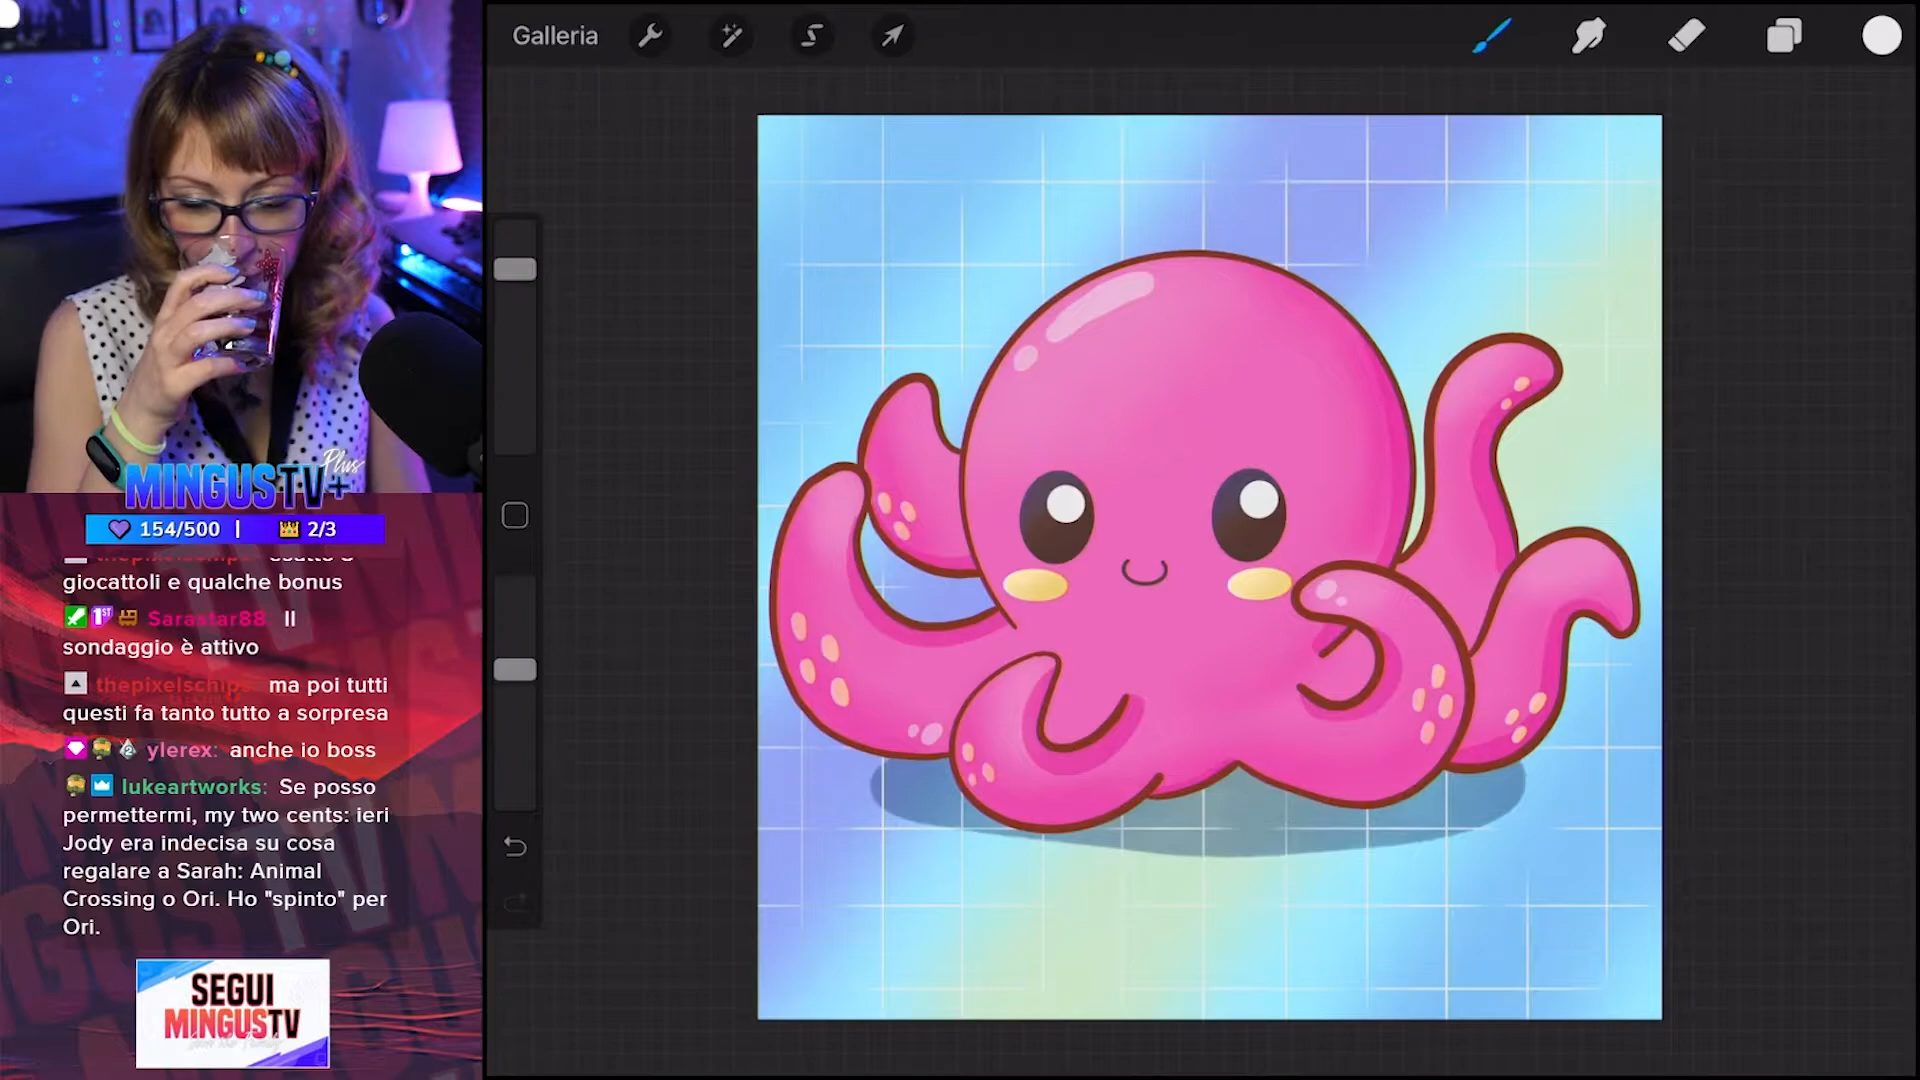 Galleria
MINGUSTV+
Plus
154/500 | 2/3
giocattoli e qualche bonus
1ST Sarastar88: Il
sondaggio è attivo
thepixelschips: ma poi tutti
questi fa tanto tutto a sorpresa
2 ylerex: anche io boss
lukeartworks: Se posso
permettermi, my two cents: ieri
Jody era indecisa su cosa
regalare a Sarah: Animal
Crossing o Ori. Ho "spinto" per
Ori.
SEGUI
MINGUSTV